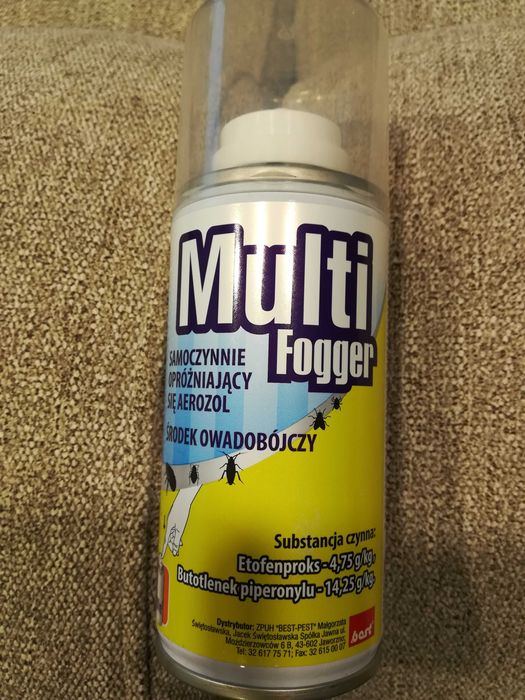 Multi
Fogger
SAMOCZYNNIE
OPRÓŻNIAJĄCY
SIĘ AEROZOL
ŚRODEK OWADOBÓJCZY
Substancja czynna:
Etofenproks - 4,75 g/kg,
Butotlenek piperonylu - 14,25 g/kg.
Dystrybutor: ZPUH "BEST-PEST" Małgorzata
Świętosławska, Jacek Świętosławska Spółka Jawna ul.
Moździerzowców 6 B, 43-602 Jaworzno,
Tel: 32 617 75 71; Fax: 32 615 00 07
best